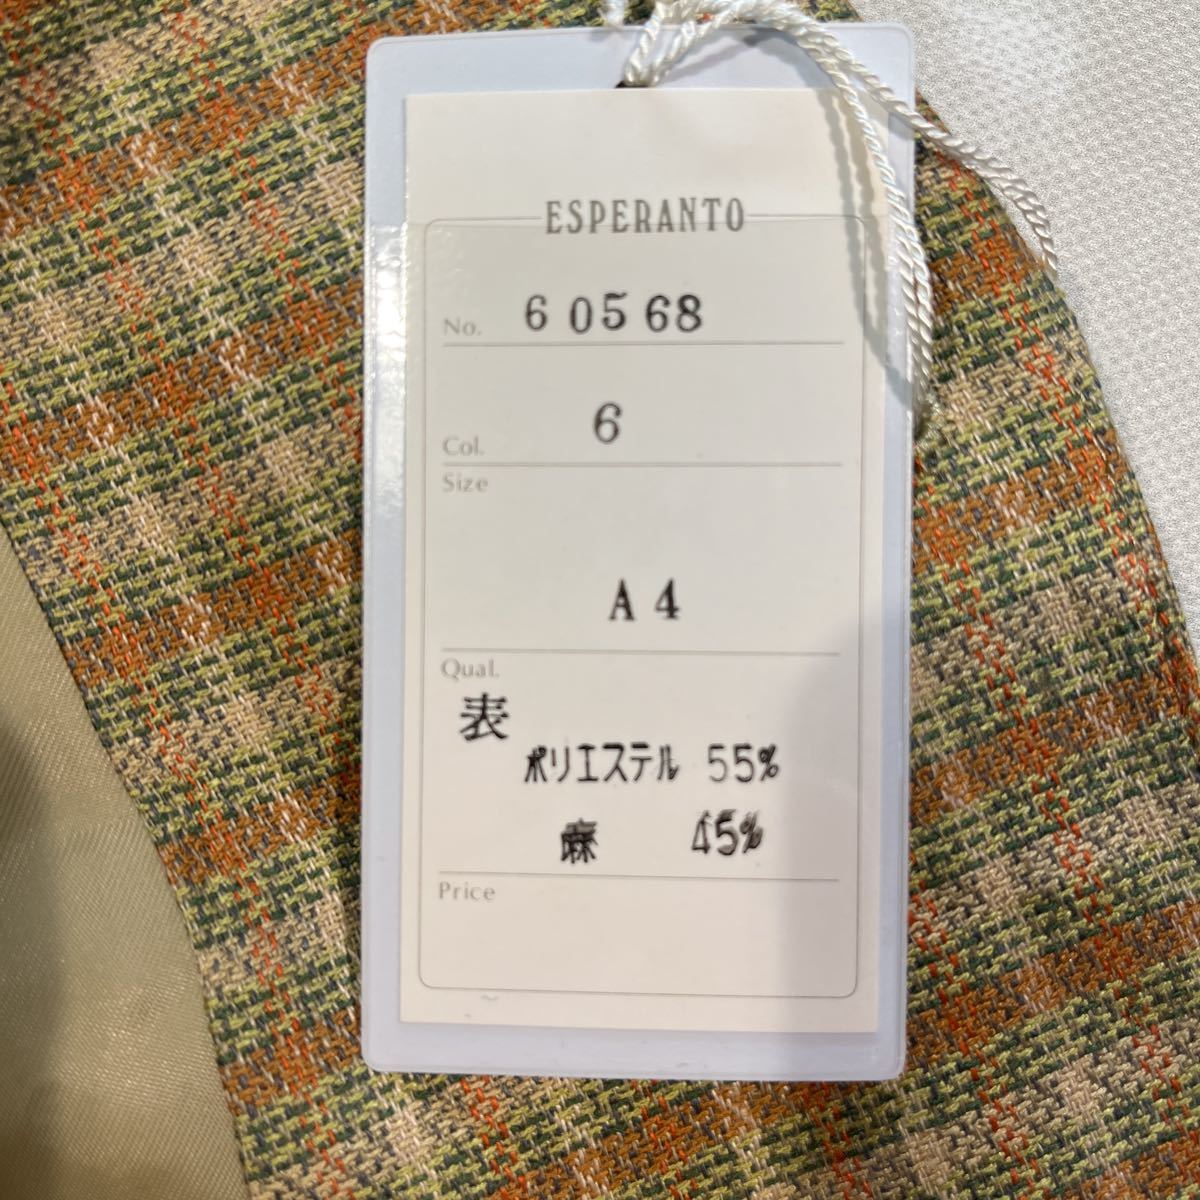 ESPERANTO
No. 60568
Col. 6
Size
A4
Qual.
表
ポリエステル 55%
麻 45%
Price